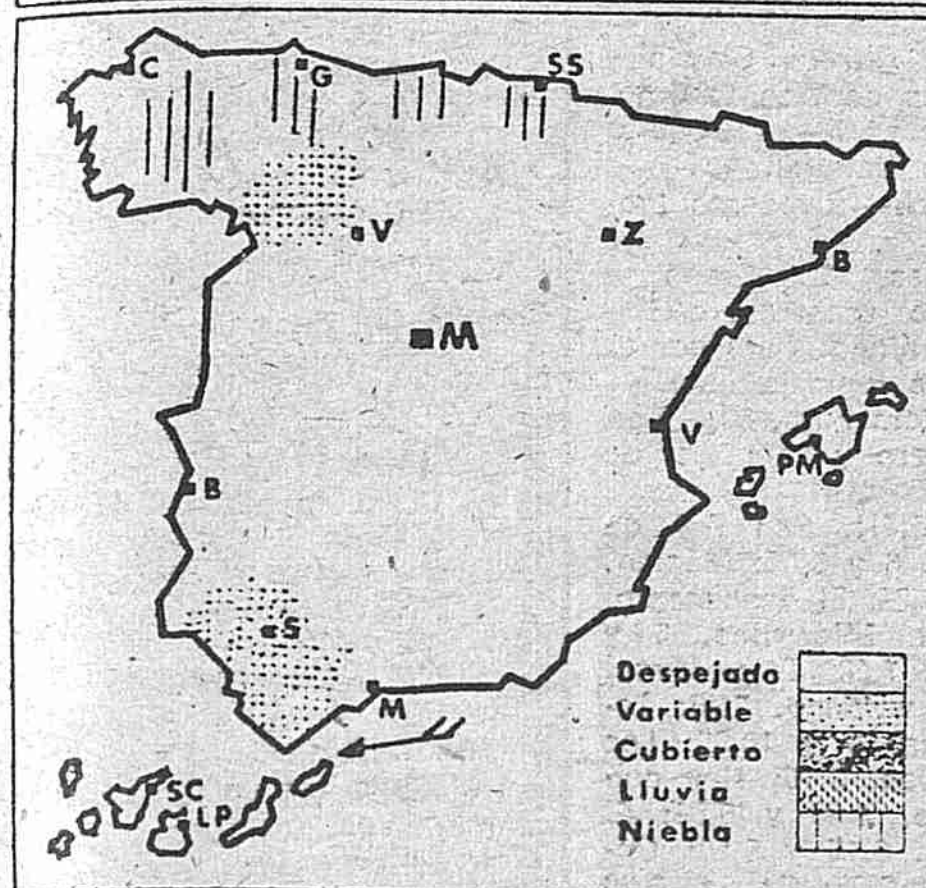 C
G
SS
V
Z
B
M
V
PM
B
S
M
SC
LP
Despejado
Variable
Cubierto
Lluvia
Niebla